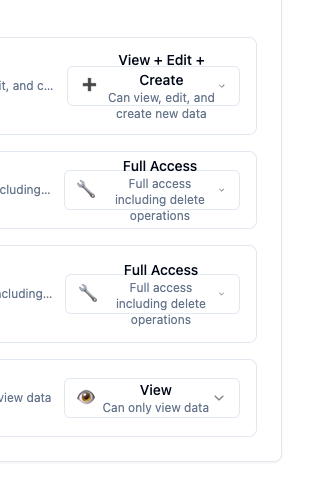 View + Edit +
it, and c...
Create
Can view, edit, and
create new data
Full Access
cluding...
Full access
including delete
operations
Full Access
ncluding...
Full access
including delete
operations
View
view data
Can only view data